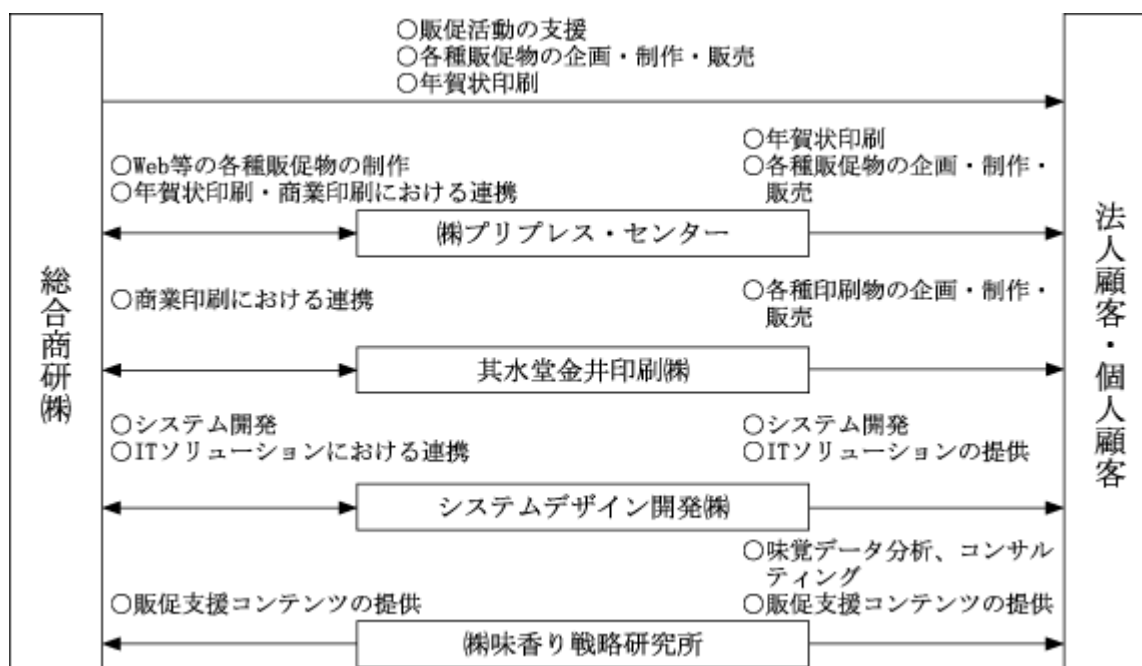 ○販促活動の支援
○各種販促物の企画・制作・販売
○年賀状印刷
○Web等の各種販促物の制作
○年賀状印刷・商業印刷における連携
○年賀状印刷
○各種販促物の企画・制作・
販売
㈱プリプレス・センター
○商業印刷における連携
○各種印刷物の企画・制作・
販売
其水堂金井印刷㈱
○システム開発
○ITソリューションにおける連携
○システム開発
○ITソリューションの提供
システムデザイン開発㈱
○販促支援コンテンツの提供
○味覚データ分析、コンサル
ティング
○販促支援コンテンツの提供
㈱味香り戦略研究所
総合商研㈱
法人顧客・個人顧客